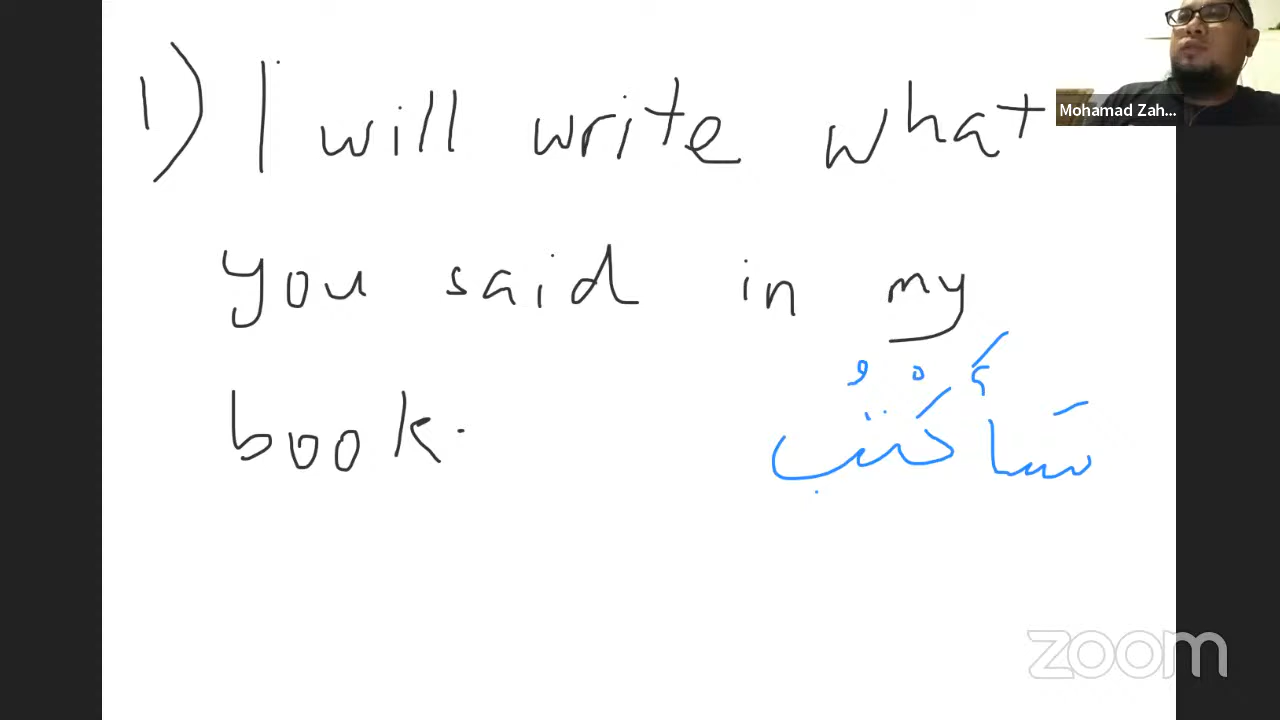 1) I will write what
Mohamad Zah...
you said in my
book.
سَأَكْتُب
zoom